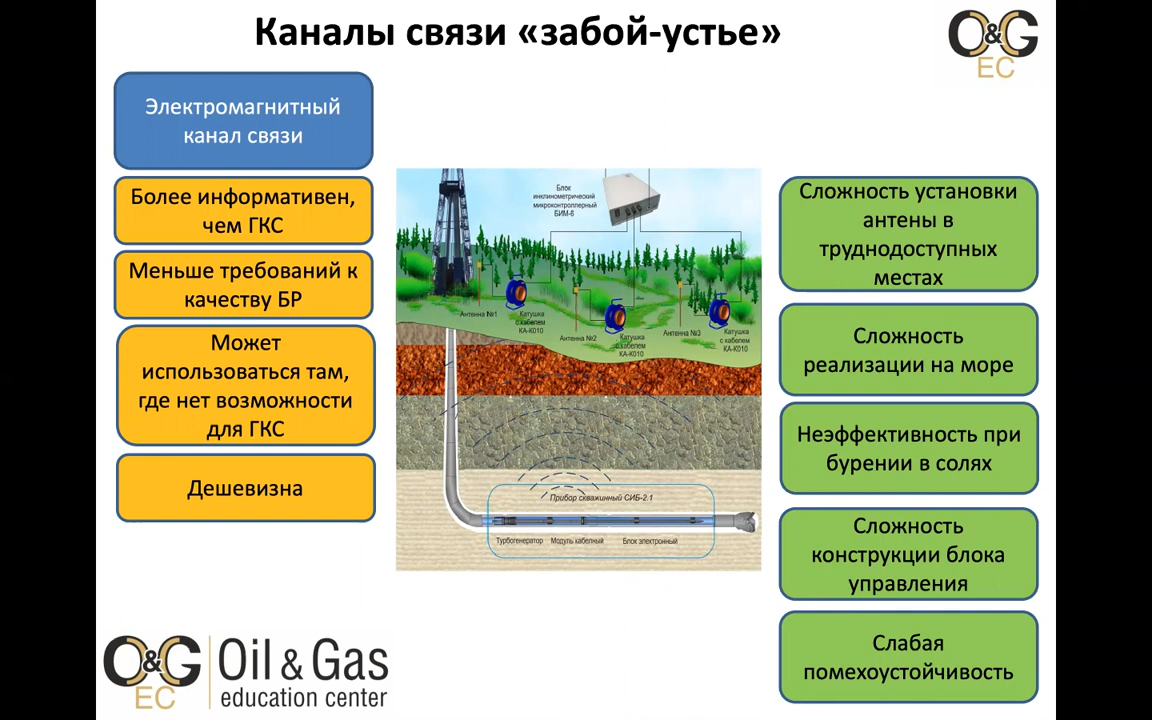 Каналы связи «забой-устье»
O&G
EC
Электромагнитный
канал связи
Более информативен,
чем ГКС
Меньше требований к
качеству БР
Может
использоваться там,
где нет возможности
для ГКС
Дешевизна
Блок
инклинометрический
микроконтроллерный
БИМ-6
Антенна №1
Катушка
с кабелем
КА-К010
Антенна №2
Катушка
с кабелем
КА-К010
Антенна №3
Катушка
с кабелем
КА-К010
Прибор скважинный СИБ-2.1
Турбогенератор
Модуль кабелный
Блок электронный
Сложность установки
антены в
труднодоступных
местах
Сложность
реализации на море
Неэффективность при
бурении в солях
Сложность
конструкции блока
управления
Слабая
помехоустойчивость
O&G
EC
Oil & Gas
education center